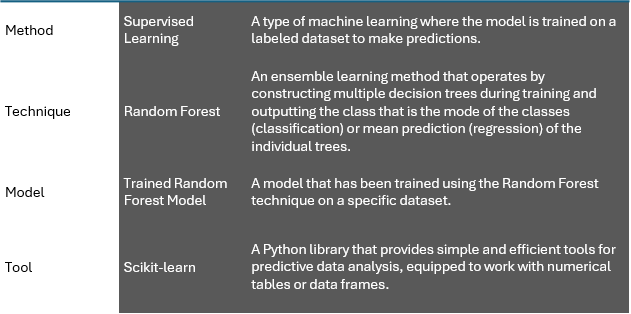 Method
Supervised
Learning
A type of machine learning where the model is trained on a
labeled dataset to make predictions.
Technique
Random Forest
An ensemble learning method that operates by
constructing multiple decision trees during training and
outputting the class that is the mode of the classes
(classification) or mean prediction (regression) of the
individual trees.
Model
Trained Random
Forest Model
A model that has been trained using the Random Forest
technique on a specific dataset.
Tool
Scikit-learn
A Python library that provides simple and efficient tools for
predictive data analysis, equipped to work with numerical
tables or data frames.